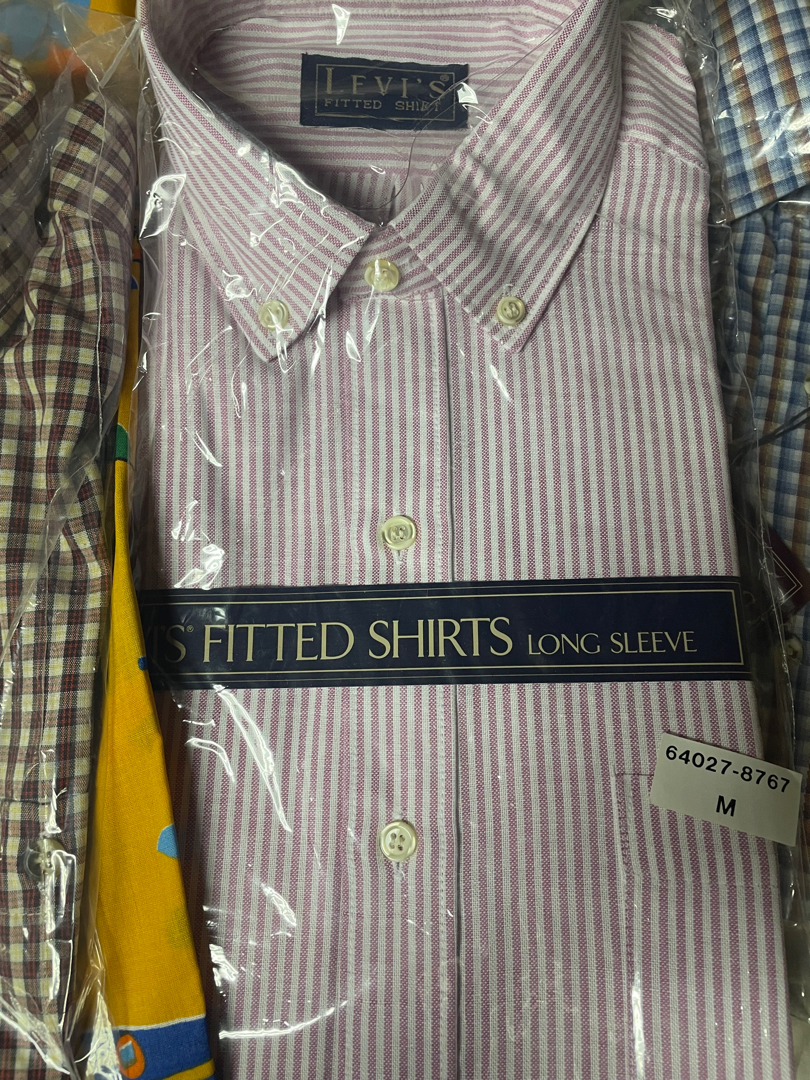 LEVI'S®
FITTED SHIRT
'S® FITTED SHIRTS LONG SLEEVE
64027-8767
M